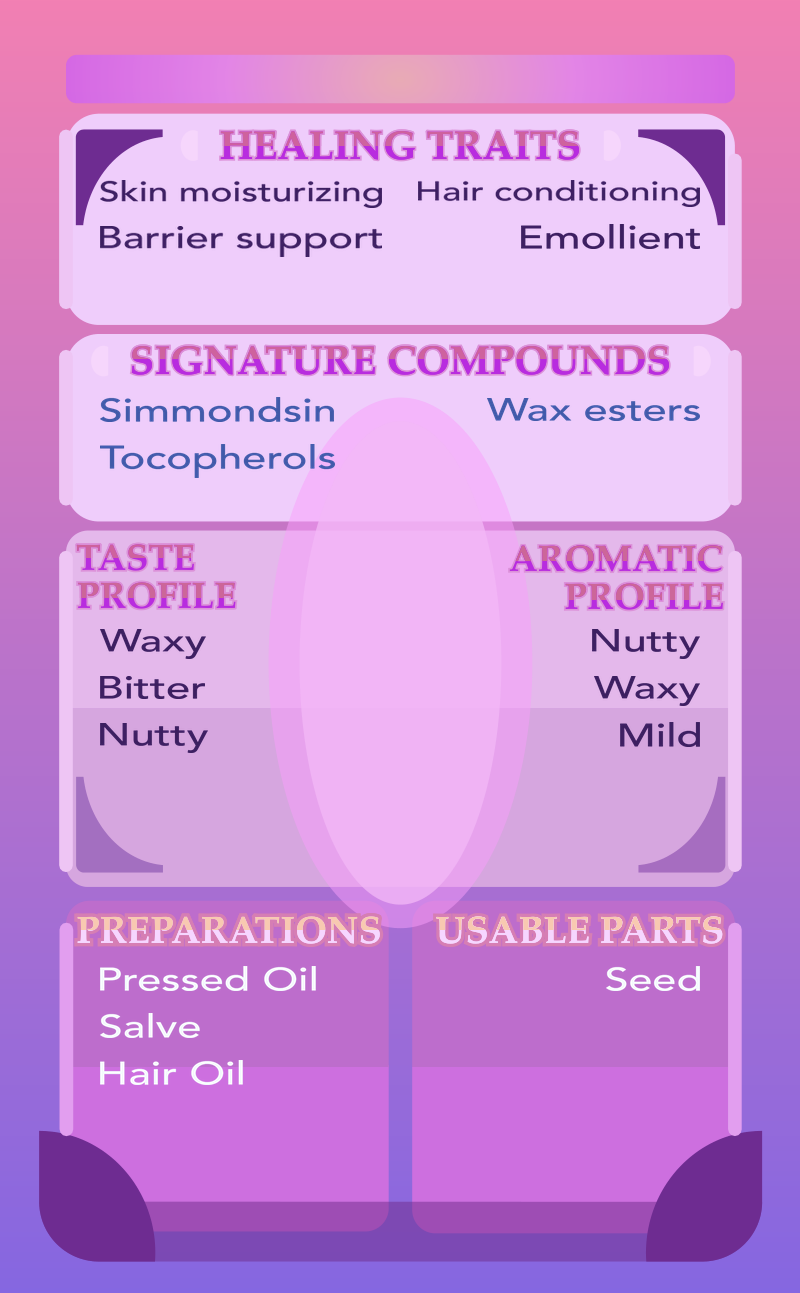 HEALING TRAITS
Skin moisturizing Hair conditioning
Barrier support Emollient
SIGNATURE COMPOUNDS
Simmondsin Wax esters
Tocopherols
TASTE
PROFILE
Waxy
Bitter
Nutty
AROMATIC
PROFILE
Nutty
Waxy
Mild
PREPARATIONS
Pressed Oil
Salve
Hair Oil
USABLE PARTS
Seed